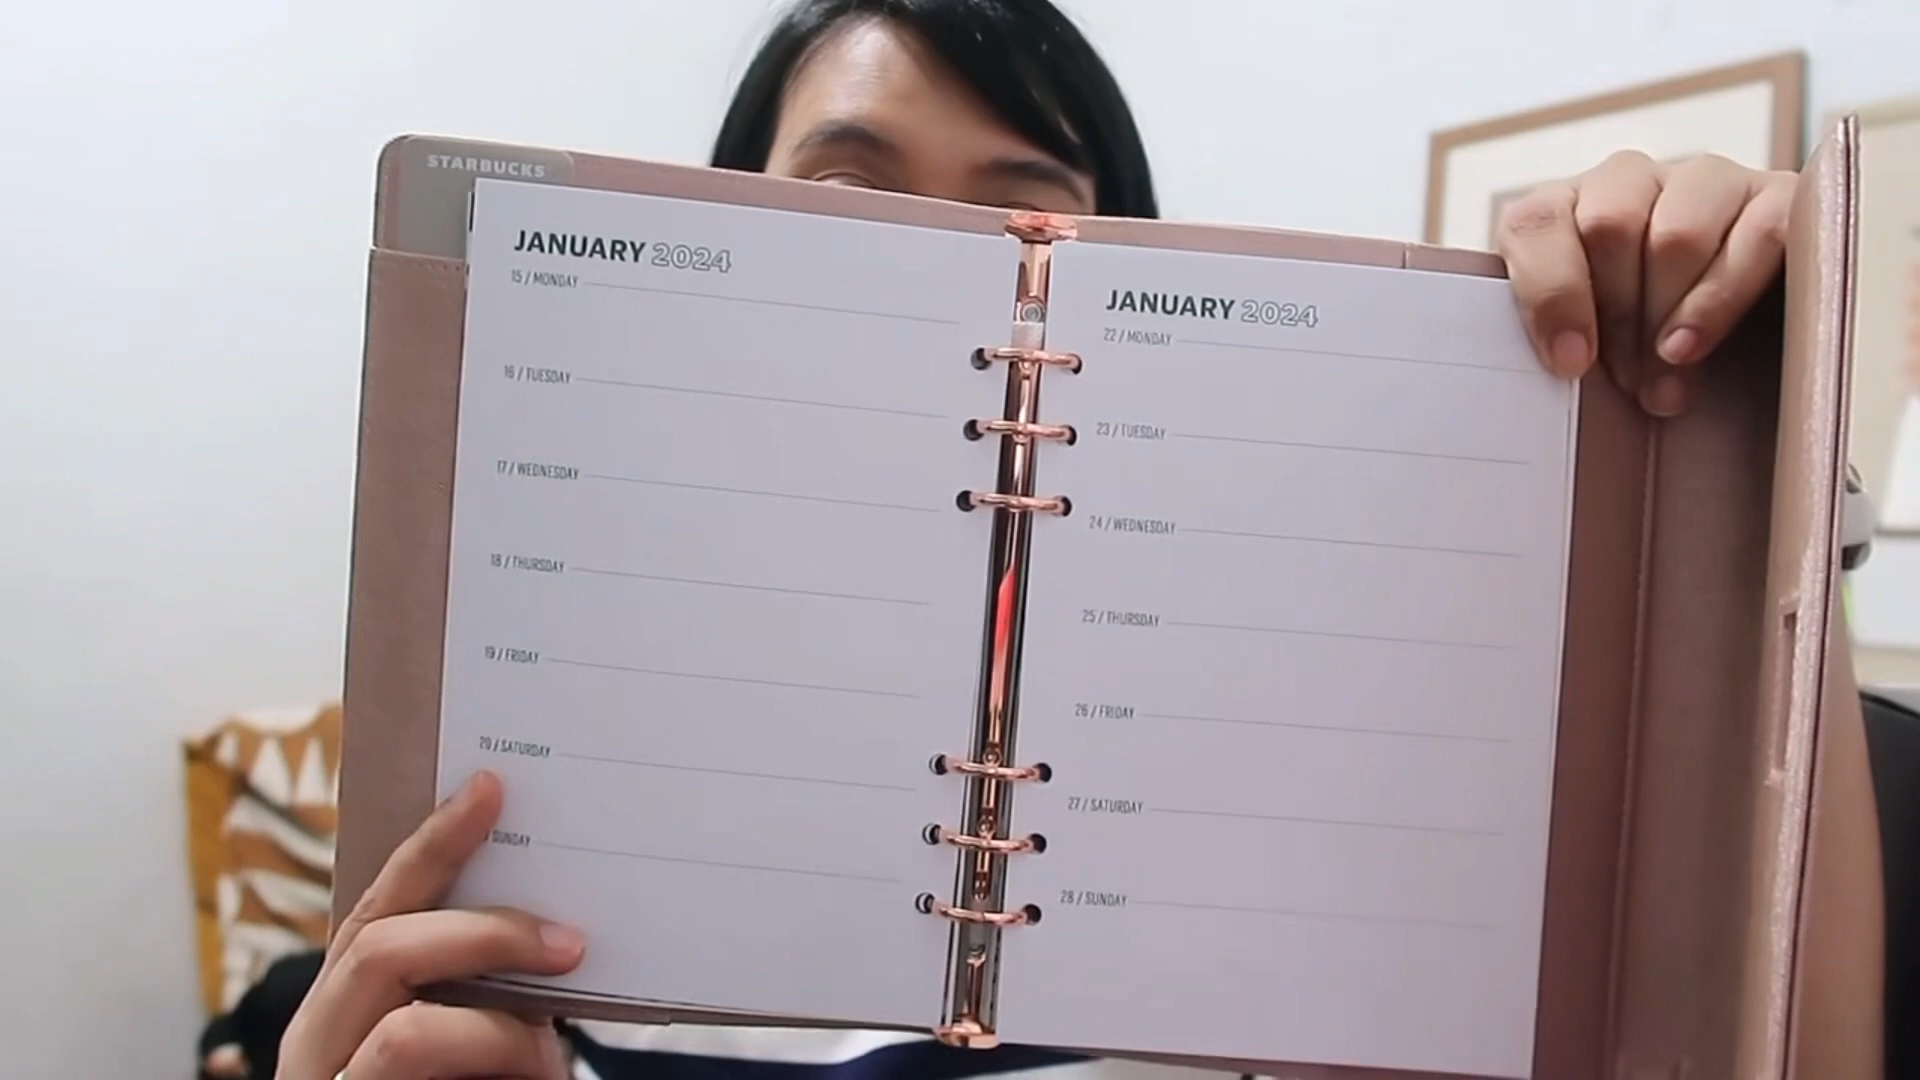 STARBUCKS
JANUARY 2024
15 / MONDAY
16 / TUESDAY
17 / WEDNESDAY
18 / THURSDAY
19 / FRIDAY
20 / SATURDAY
/ SUNDAY
JANUARY 2024
22 / MONDAY
23 / TUESDAY
24 / WEDNESDAY
25 / THURSDAY
26 / FRIDAY
27 / SATURDAY
28 / SUNDAY